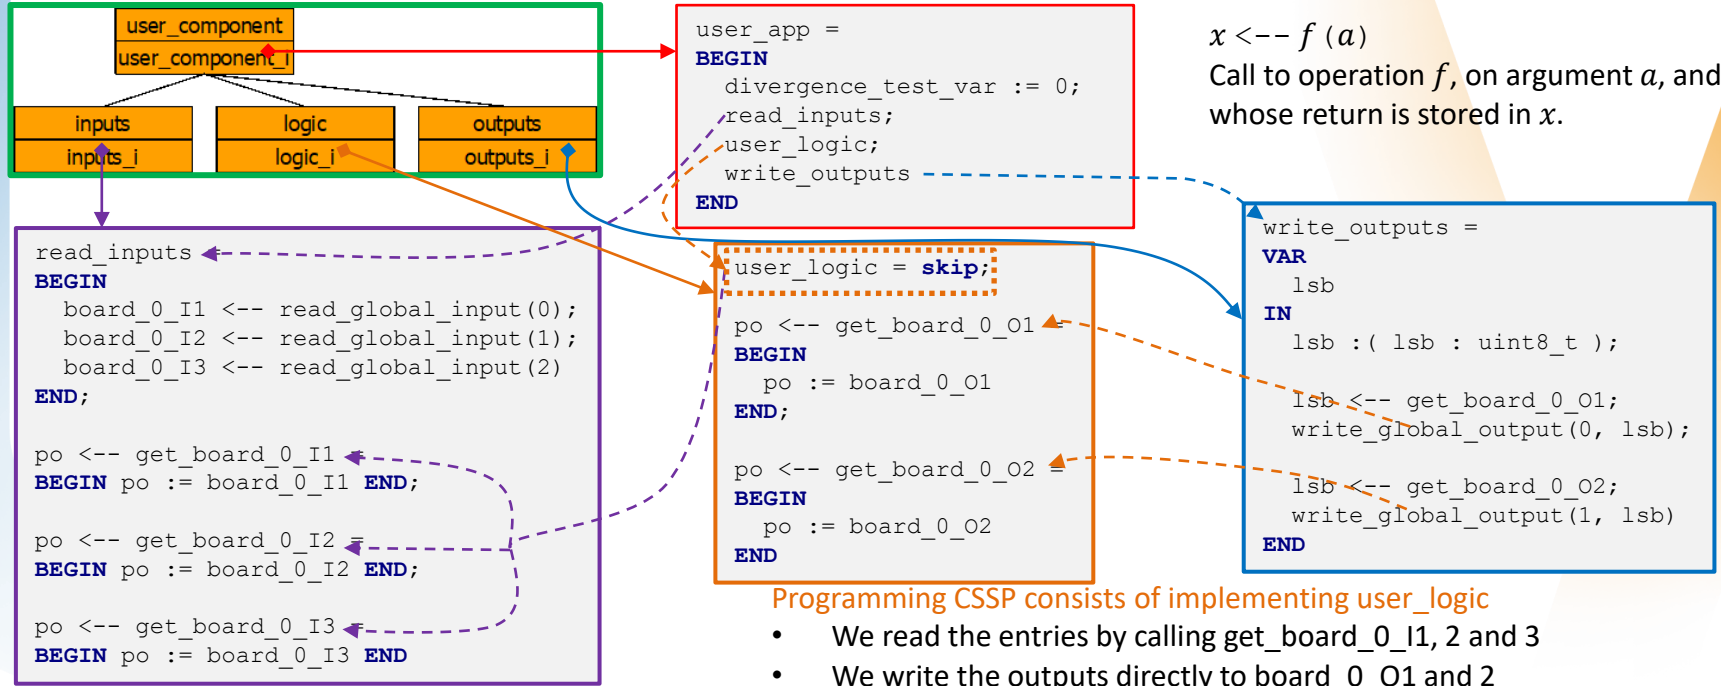 user_component
user_component_i
inputs
inputs_i
logic
logic_i
outputs
outputs_i
user_app =
BEGIN
divergence_test_var := 0;
read_inputs;
user_logic;
write_outputs
END
x <-- f (a)
Call to operation f, on argument a, and
whose return is stored in x.
read_inputs =
BEGIN
board_0_I1 <-- read_global_input(0);
board_0_I2 <-- read_global_input(1);
board_0_I3 <-- read_global_input(2)
END;
po <-- get_board_0_I1 =
BEGIN po := board_0_I1 END;
po <-- get_board_0_I2 =
BEGIN po := board_0_I2 END;
po <-- get_board_0_I3 =
BEGIN po := board_0_I3 END
user_logic = skip;
po <-- get_board_0_O1 =
BEGIN
po := board_0_O1
END;
po <-- get_board_0_O2 =
BEGIN
po := board_0_O2
END
write_outputs =
VAR
lsb
IN
lsb :( lsb : uint8_t );
lsb <-- get_board_0_O1;
write_global_output(0, lsb);
lsb <-- get_board_0_O2;
write_global_output(1, lsb)
END
Programming CSSP consists of implementing user_logic
• We read the entries by calling get_board_0_I1, 2 and 3
• We write the outputs directly to board_0_O1 and 2